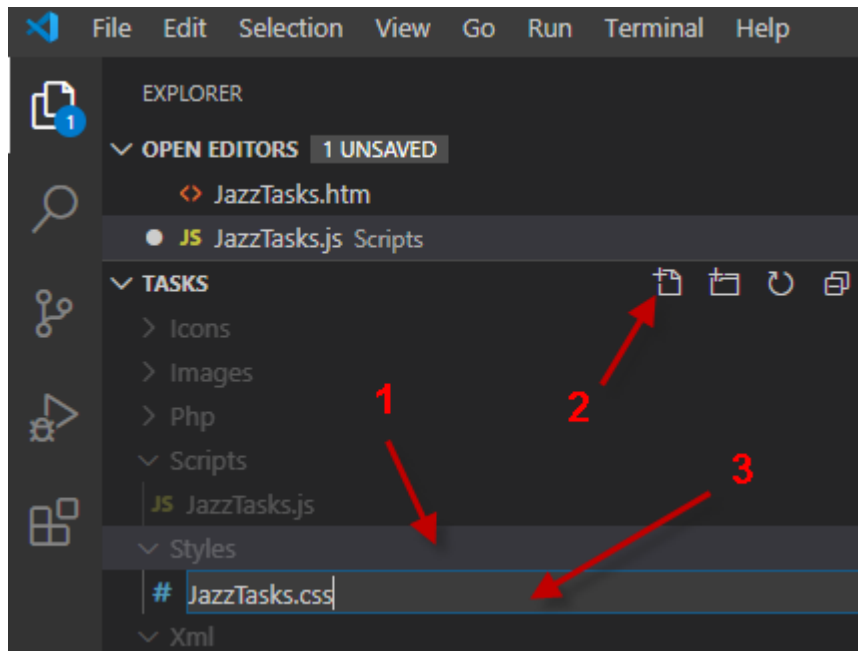 File Edit Selection View Go Run Terminal Help
EXPLORER
1
OPEN EDITORS 1 UNSAVED
<> JazzTasks.htm
JS JazzTasks.js Scripts
TASKS
Icons
Images
Php
1
2
Scripts
3
JS JazzTasks.js
Styles
# JazzTasks.css
Xml